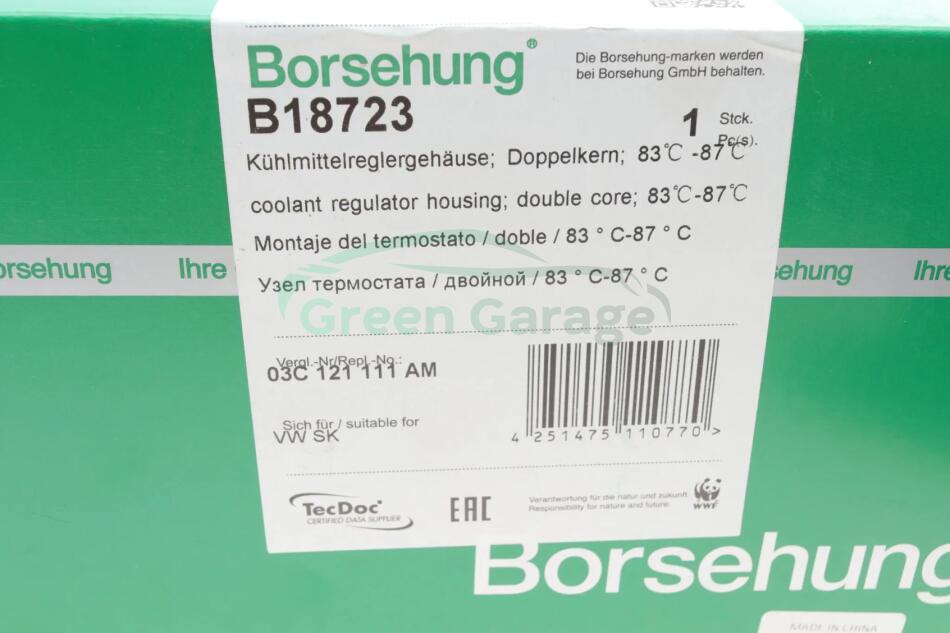 Borsehung®
Die Borsehung-marken werden
bei Borsehung GmbH behalten.
B18723
1 Stck.
Pc(s).
Kühlmittelreglergehäuse; Doppelkern; 83℃ -87℃
coolant regulator housing; double core; 83℃-87℃
Montaje del termostato / doble / 83 ° C-87 ° C
Узел термостата / двойной / 83 ° C-87 ° C
orsehung
Ihre
sehung
Ihre
Green Garage
Vergl.-Nr/Repl.-No.:
03C 121 111 AM
Sich für / suitable for
VW SK
4 251475 110770 >
TecDoc
CERTIFIED DATA SUPPLIER
EAC
Verantwortung für die natur und zukunft.
Responsibility for nature and future.
WWF
Borsehung
MADE IN CHINA